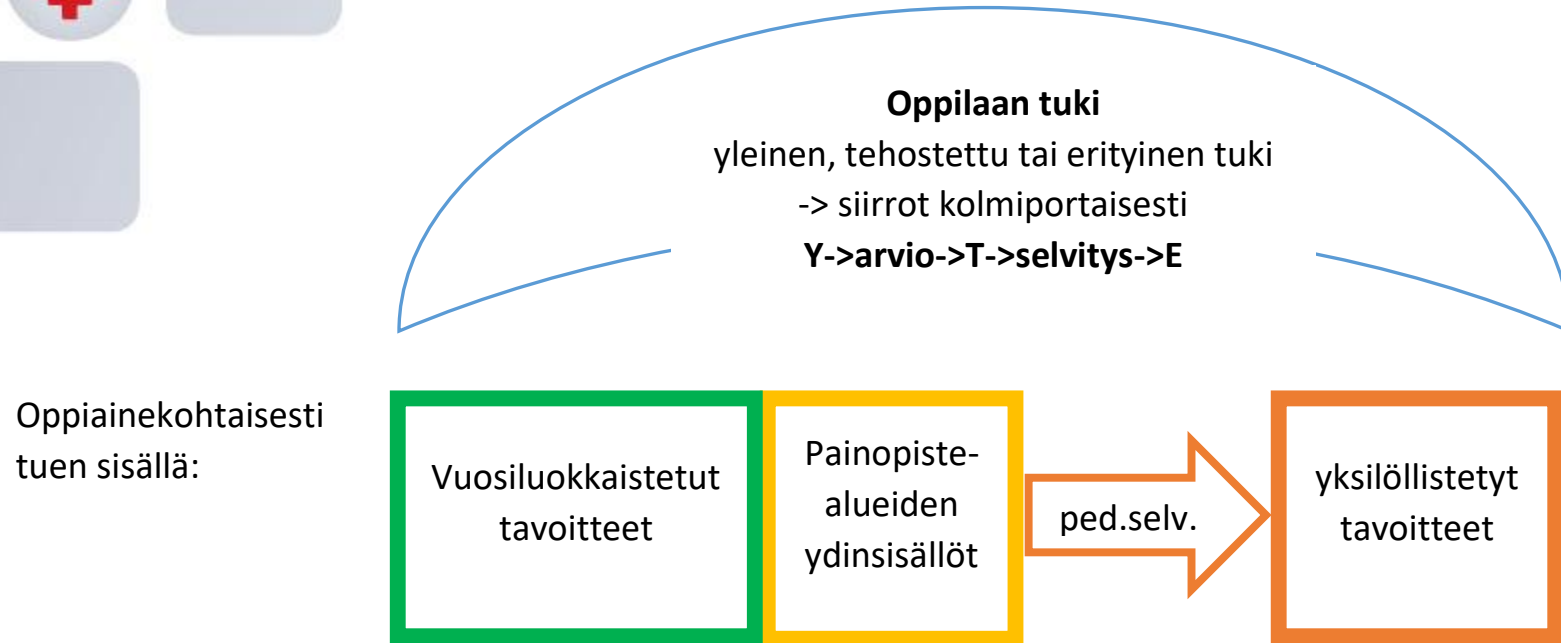 Oppilaan tuki
yleinen, tehostettu tai erityinen tuki
-> siirrot kolmiportaisesti
Y->arvio->T->selvitys->E
Oppiainekohtaisesti
tuen sisällä:
Vuosiluokkaistetut
tavoitteet
Painopiste-
alueiden
ydinsisällöt
ped.selv.
yksilöllistetyt
tavoitteet